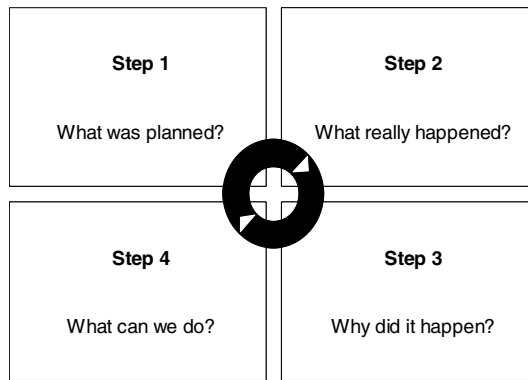 Step 1
What was planned?
Step 2
What really happened?
Step 4
What can we do?
Step 3
Why did it happen?